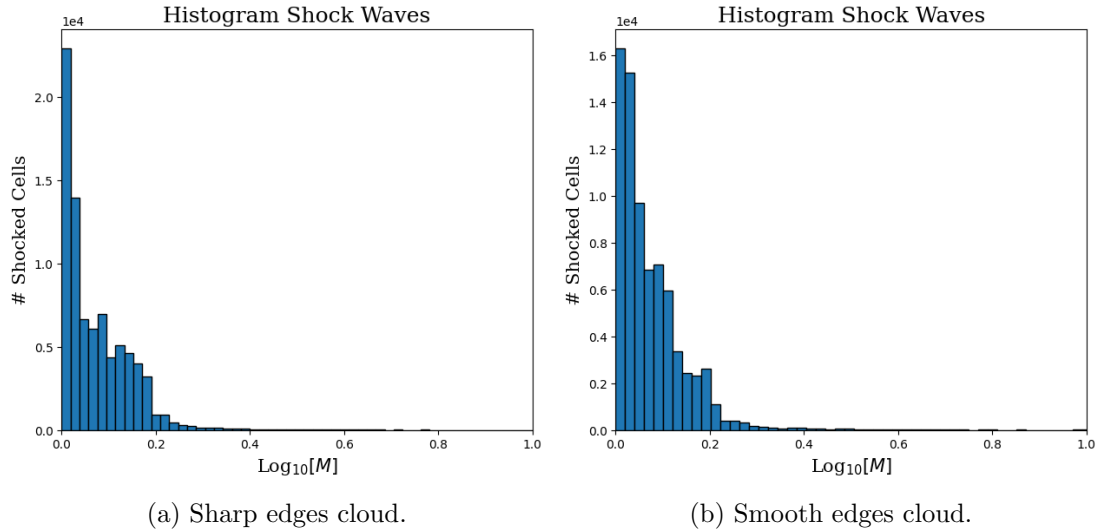 Histogram Shock Waves
1e4
2.0
1.5
1.0
0.5
0.0
# Shocked Cells
0.0 0.2 0.4 0.6 0.8 1.0
Log₁₀[M]
(a) Sharp edges cloud.
Histogram Shock Waves
1e4
1.6
1.4
1.2
1.0
0.8
0.6
0.4
0.2
0.0
# Shocked Cells
0.0 0.2 0.4 0.6 0.8 1.0
Log₁₀[M]
(b) Smooth edges cloud.